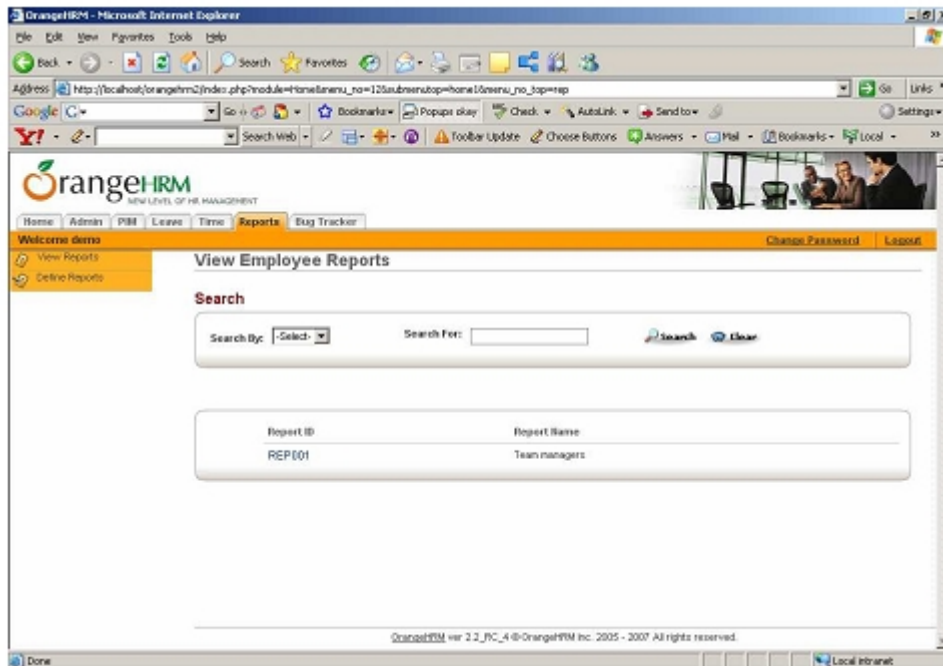 OrangeHRM - Microsoft Internet Explorer
File Edit View Favorites Tools Help
Back Search Favorites
Address http://localhost/orangehrm2/index.php?module=Home&menu_no=12&submenutop=home1&menu_no_top=rep Go Links
Google G Go Bookmarks Popups okay Check AutoLink Send to Settings
Y! Search Web Toolbar Update Choose Buttons Answers Mail Bookmarks Local »
OrangeHRM
NEW LEVEL OF HR MANAGEMENT
Home Admin PIM Leave Time Reports Bug Tracker
Welcome demo Change Password Logout
View Reports
Define Reports
View Employee Reports
Search
Search By: -Select- Search For: Search Clear
Report ID Report Name
REP001 Team managers
OrangeHRM ver 2.2_RC_4 © OrangeHRM Inc. 2005 - 2007 All rights reserved.
Done Local intranet